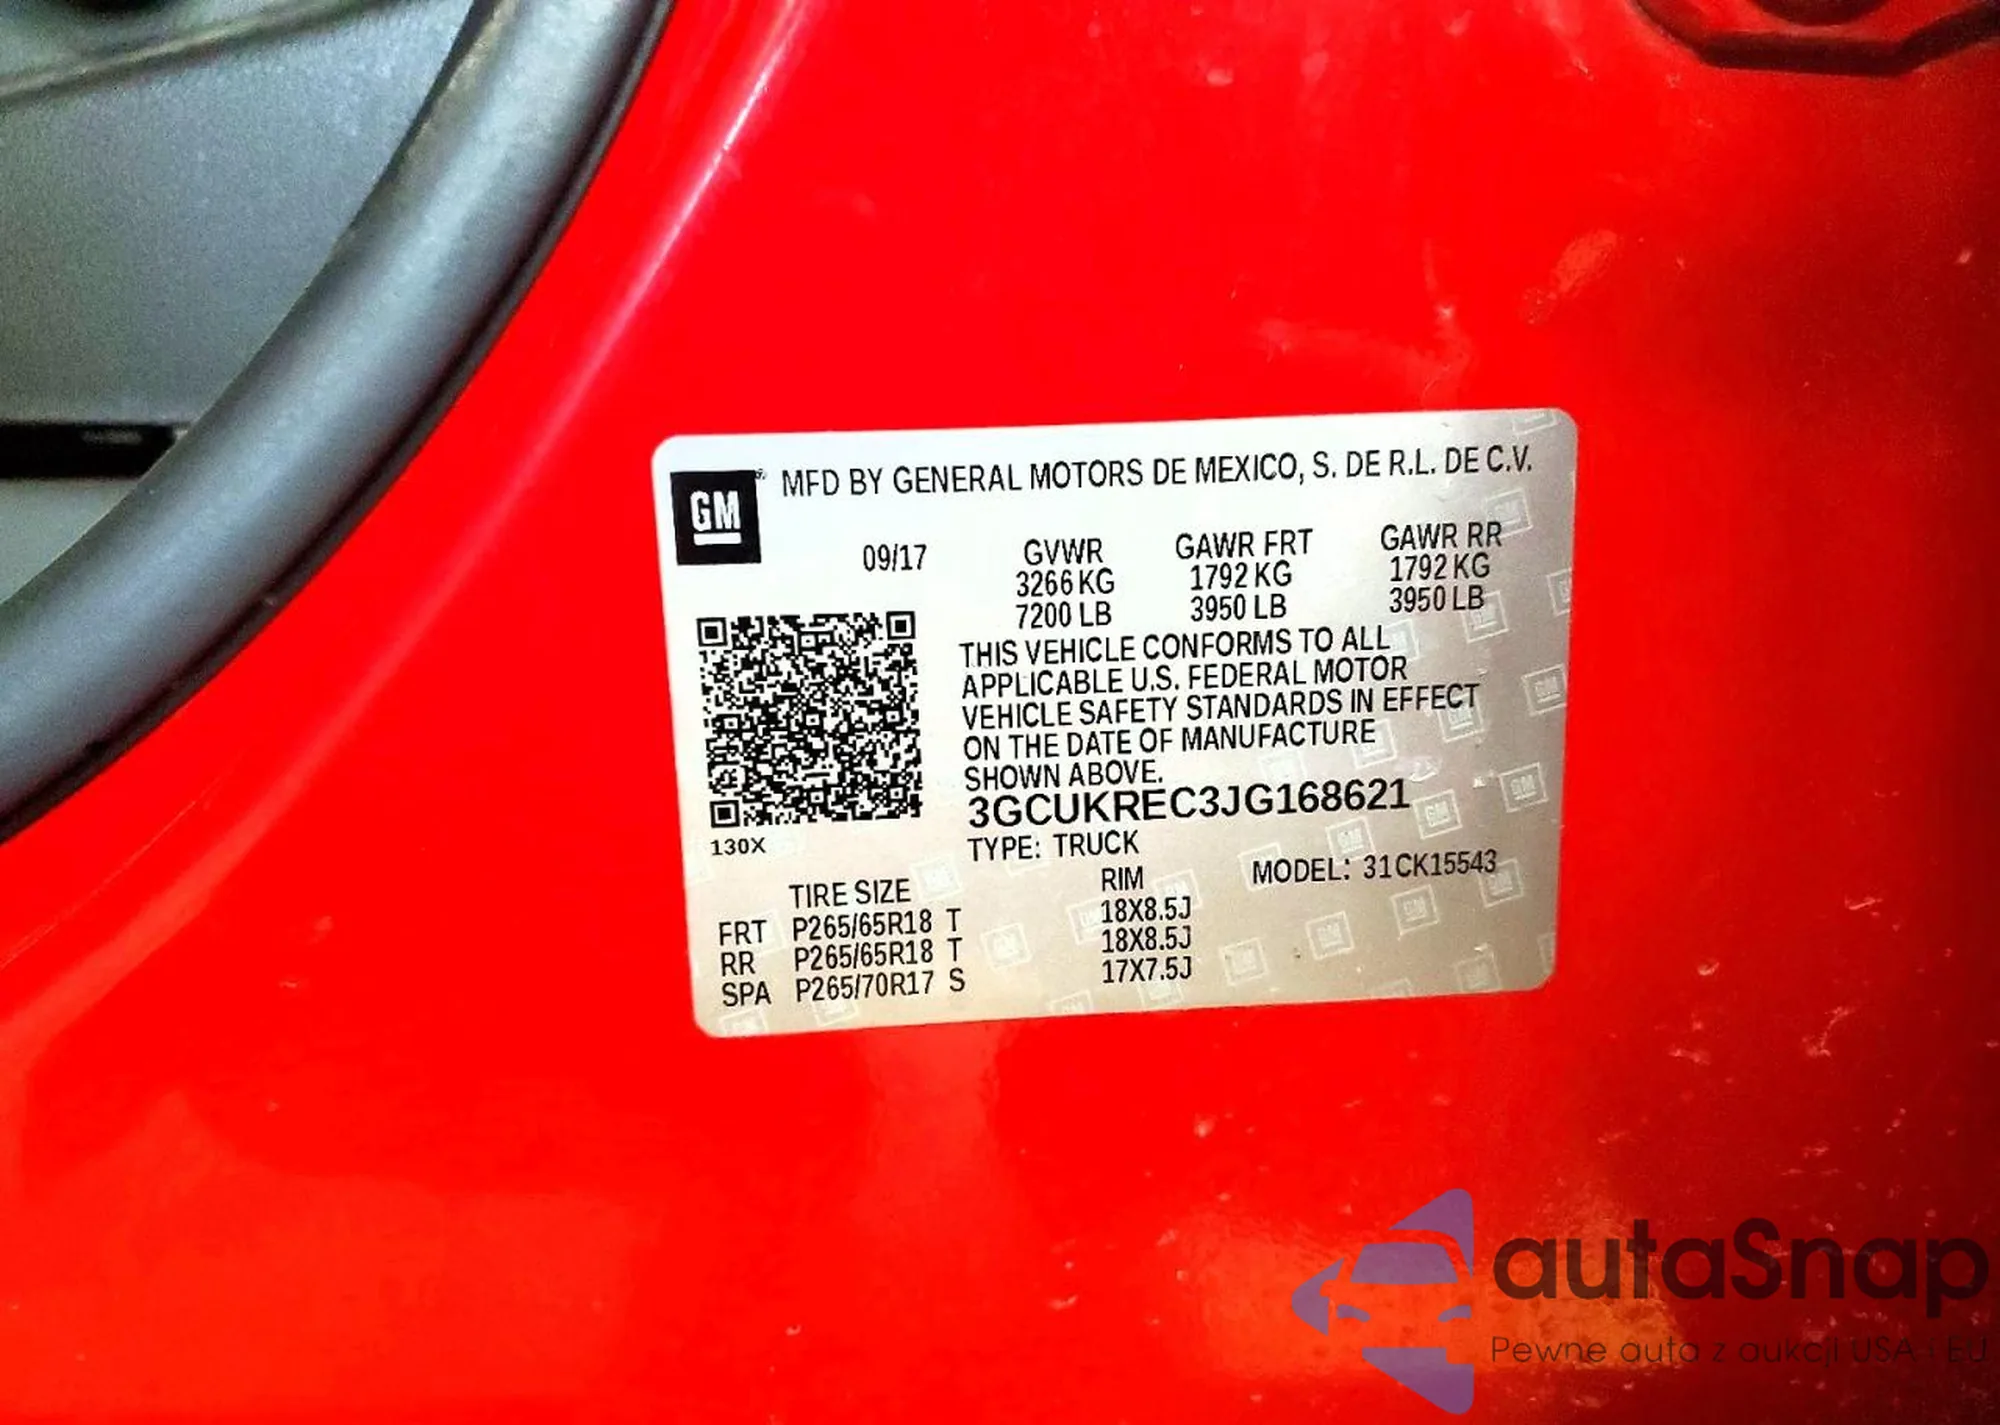 GM
MFD BY GENERAL MOTORS DE MEXICO, S. DE R.L. DE C.V.
09/17 GVWR GAWR FRT GAWR RR
3266 KG 1792 KG 1792 KG
7200 LB 3950 LB 3950 LB
THIS VEHICLE CONFORMS TO ALL
APPLICABLE U.S. FEDERAL MOTOR
VEHICLE SAFETY STANDARDS IN EFFECT
ON THE DATE OF MANUFACTURE
SHOWN ABOVE.
3GCUKREC3JG168621
130X
TYPE: TRUCK
TIRE SIZE RIM MODEL: 31CK15543
FRT P265/65R18 T 18X8.5J
RR P265/65R18 T 18X8.5J
SPA P265/70R17 S 17X7.5J
autaSnap
Pewne auta z aukcji USA i EU